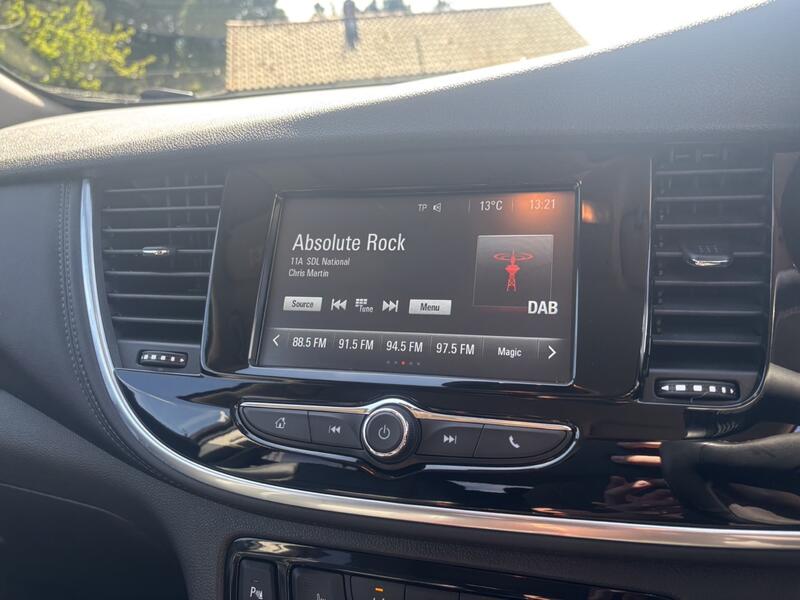 TP 13°C 13:21
Absolute Rock
11A SDL National
Chris Martin
DAB
Source Tune Menu
88.5 FM 91.5 FM 94.5 FM 97.5 FM Magic
P